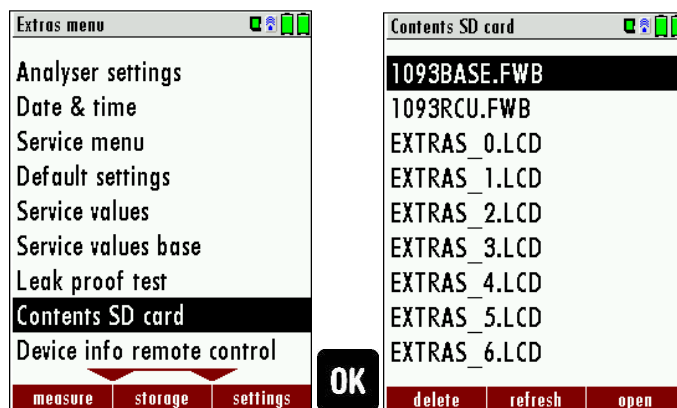 Extras menu
Analyser settings
Date & time
Service menu
Default settings
Service values
Service values base
Leak proof test
Contents SD card
Device info remote control
measure storage settings
OK
Contents SD card
1093BASE.FWB
1093RCU.FWB
EXTRAS_0.LCD
EXTRAS_1.LCD
EXTRAS_2.LCD
EXTRAS_3.LCD
EXTRAS_4.LCD
EXTRAS_5.LCD
EXTRAS_6.LCD
delete refresh open